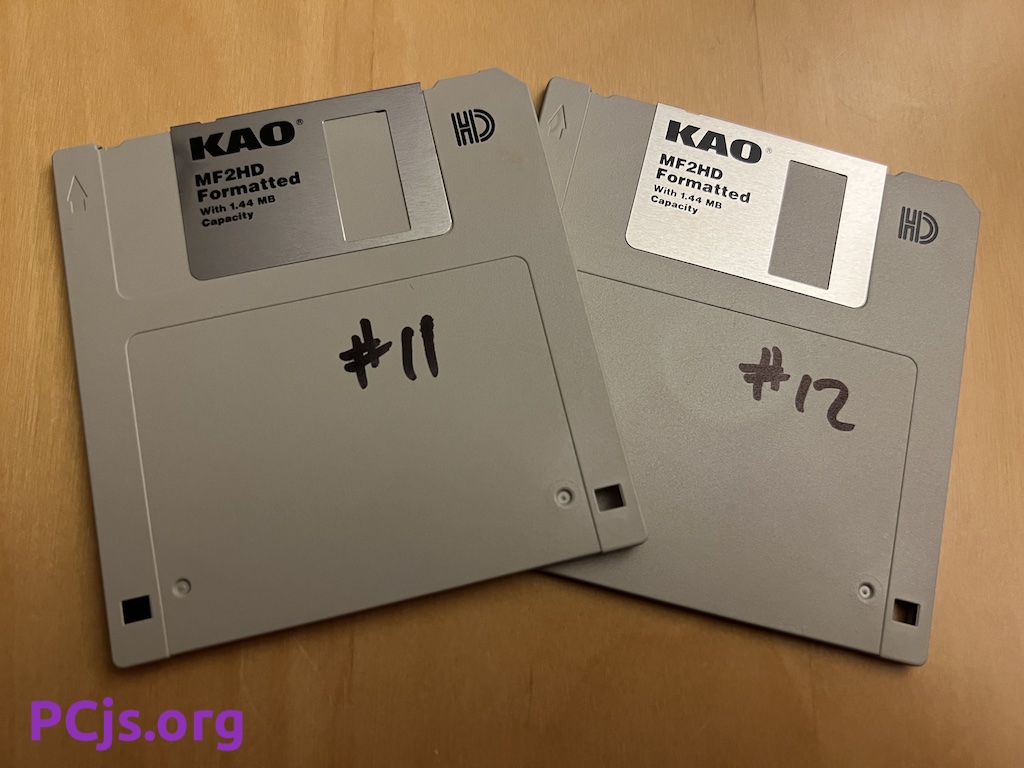 KAO®
MF2HD
Formatted
With 1.44 MB
Capacity
HD
#11
KAO®
MF2HD
Formatted
With 1.44 MB
Capacity
HD
#12
PCjs.org